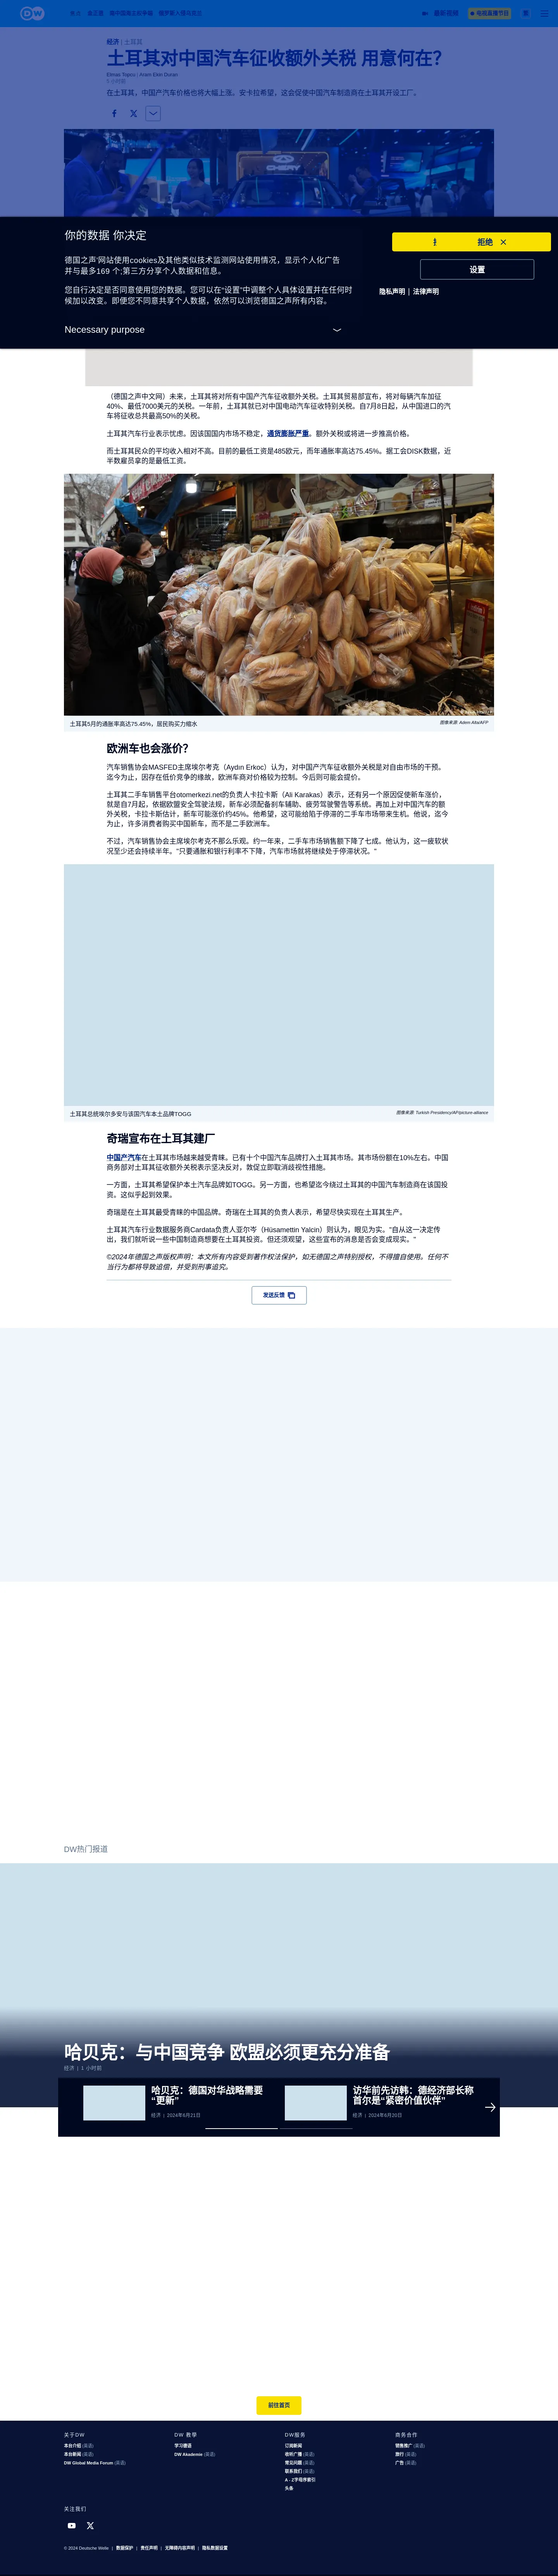 DW
经济 | 土耳其
土耳其对中国汽车征收额外关税 用意何在？
Elmas Topcu | Aram Ekin Duran
在土耳其，中国产汽车价格也将大幅上涨。安卡拉希望，这会促使中国汽车制造商在土耳其开设工厂。
CHERY
你的数据 你决定
德国之声'网站使用cookies及其他类似技术监测网站使用情况，显示个人化广告
并与最多169 个;第三方分享个人数据和信息。
您自行决定是否同意使用您的数据。您可以在"设置"中调整个人具体设置并在任何时
候加以改变。即使您不同意共享个人数据，依然可以浏览德国之声所有内容。
Necessary purpose
拒绝
设置
隐私声明 | 法律声明
（德国之声中文网）未来，土耳其将对所有中国产汽车征收额外关税。土耳其贸易部宣布，将对每辆汽车加征
40%、最低7000美元的关税。一年前，土耳其就已对中国电动汽车征收特别关税。自7月8日起，从中国进口的汽
车将征收总共最高50%的关税。
土耳其汽车行业表示忧虑。因该国国内市场不稳定，通货膨胀严重。额外关税或将进一步推高价格。
而土耳其民众的平均收入相对不高。目前的最低工资是485欧元，而年通胀率高达75.45%。据工会DISK数据，近
半数雇员拿的是最低工资。
土耳其5月的通胀率高达75.45%，居民购买力缩水
图像来源: Adem Altai/AFP
欧洲车也会涨价？
汽车销售协会MASFED主席埃尔考克（Aydın Erkoc）认为，对中国产汽车征收额外关税是对自由市场的干预。
迄今为止，因存在低价竞争的缘故，欧洲车商对价格较为控制。今后则可能会提价。
土耳其二手车销售平台otomerkezi.net的负责人卡拉卡斯（Ali Karakas）表示，还有另一个原因促使新车涨价，
就是自7月起，依据欧盟安全驾驶法规，新车必须配备刹车辅助、疲劳驾驶警告等系统。再加上对中国汽车的额
外关税，卡拉卡斯估计，新车可能涨价约45%。他希望，这可能给陷于停滞的二手车市场带来生机。他说，迄今
为止，许多消费者购买中国新车，而不是二手欧洲车。
不过，汽车销售协会主席埃尔考克不那么乐观。约一年来，二手车市场销售额下降了七成。他认为，这一疲软状
况至少还会持续半年。"只要通胀和银行利率不下降，汽车市场就将继续处于停滞状况。"
土耳其总统埃尔多安与该国汽车本土品牌TOGG
图像来源: Turkish Presidency/AP/picture-alliance
奇瑞宣布在土耳其建厂
中国产汽车在土耳其市场越来越受青睐。已有十个中国汽车品牌打入土耳其市场。其市场份额在10%左右。中国
商务部对土耳其征收额外关税表示坚决反对，敦促立即取消歧视性措施。
一方面，土耳其希望保护本土汽车品牌如TOGG。另一方面，也希望迄今绕过土耳其的中国汽车制造商在该国投
资。这似乎起到效果。
奇瑞是在土耳其最受青睐的中国品牌。奇瑞在土耳其的负责人表示，希望尽快实现在土耳其生产。
土耳其汽车行业数据服务商Cardata负责人亚尔岑（Hüsamettin Yalcin）则认为，眼见为实。"自从这一决定传
出，我们就听说一些中国制造商想要在土耳其投资。但还须观望，这些宣布的消息是否会变成现实。"
©2024年德国之声版权声明：本文所有内容受到著作权法保护，如无德国之声特别授权，不得擅自使用。任何不
当行为都将导致追偿，并受到刑事追究。
发送反馈
DW热门报道
哈贝克：与中国竞争 欧盟必须更充分准备
经济 | 1 小时前
哈贝克：德国对华战略需要
"更新"
经济 | 2024年6月21日
访华前先访韩：德经济部长称
首尔是"紧密价值伙伴"
经济 | 2024年6月20日
前往首页
关于DW
本台介绍 (英语)
本台新闻 (英语)
DW Global Media Forum (英语)
DW 教学
学习德语
DW Akademie (英语)
DW服务
订阅新闻
收听广播 (英语)
常见问题 (英语)
联系我们 (英语)
A - Z字母序索引
头条
商务合作
销售推广 (英语)
旅行 (英语)
广告 (英语)
关注我们
© 2024 Deutsche Welle | 数据保护 | 责任声明 | 无障碍内容声明 | 隐私数据设置